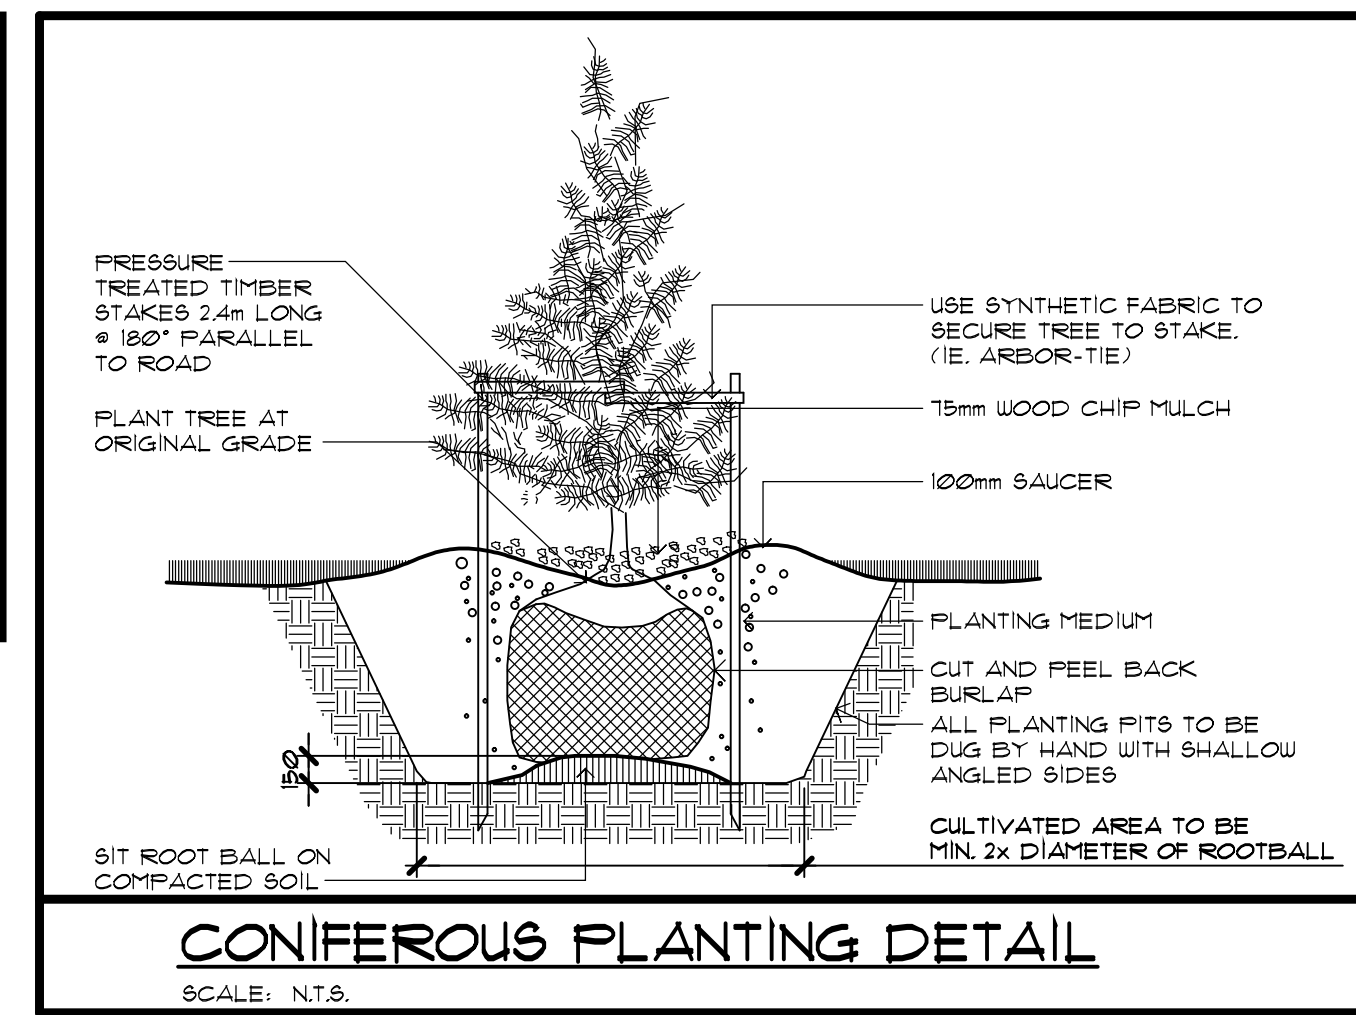 PRESSURE
TREATED TIMBER
STAKES 2.4m LONG
@ 180° PARALLEL
TO ROAD
PLANT TREE AT
ORIGINAL GRADE
USE SYNTHETIC FABRIC TO
SECURE TREE TO STAKE.
(IE. ARBOR-TIE)
75mm WOOD CHIP MULCH
100mm SAUCER
PLANTING MEDIUM
CUT AND PEEL BACK
BURLAP
ALL PLANTING PITS TO BE
DUG BY HAND WITH SHALLOW
ANGLED SIDES
150
CULTIVATED AREA TO BE
MIN. 2x DIAMETER OF ROOTBALL
SIT ROOT BALL ON
COMPACTED SOIL
CONIFEROUS PLANTING DETAIL
SCALE: N.T.S.